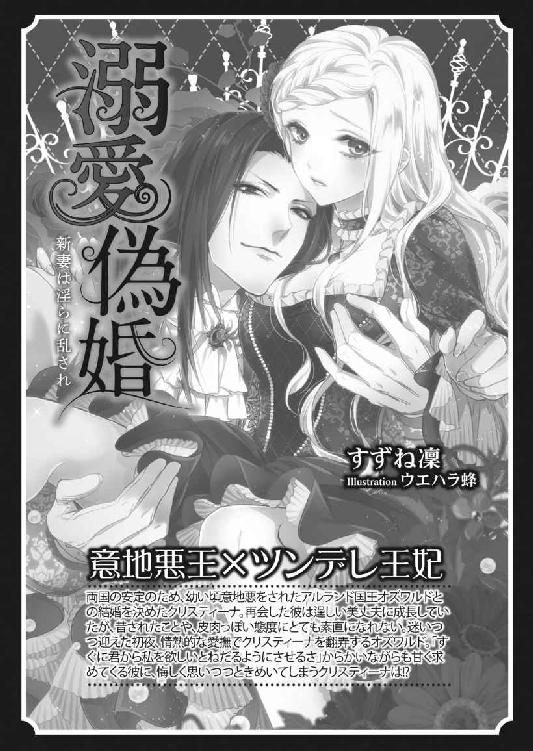 溺愛偽婚
新妻は淫らに乱され
すずね凜
Illustration ウエハラ蜂
意地悪王×ツンデレ王妃
両国の安定のため、幼い頃意地悪をされたアルランド国王オズワルドと
の結婚を決めたクリスティーナ。再会した彼は逞しい美丈夫に成長してい
たが、昔されたことや、皮肉っぽい態度にとても素直になれない。迷いつ
つ迎えた初夜、情熱的な愛撫でクリスティーナを翻弄するオズワルド。「す
ぐに君から私を欲しいとねだるようにさせるさ」からかいながらも甘く求
めてくる彼に、悔しく思いつつときめいてしまうクリスティーナは!?